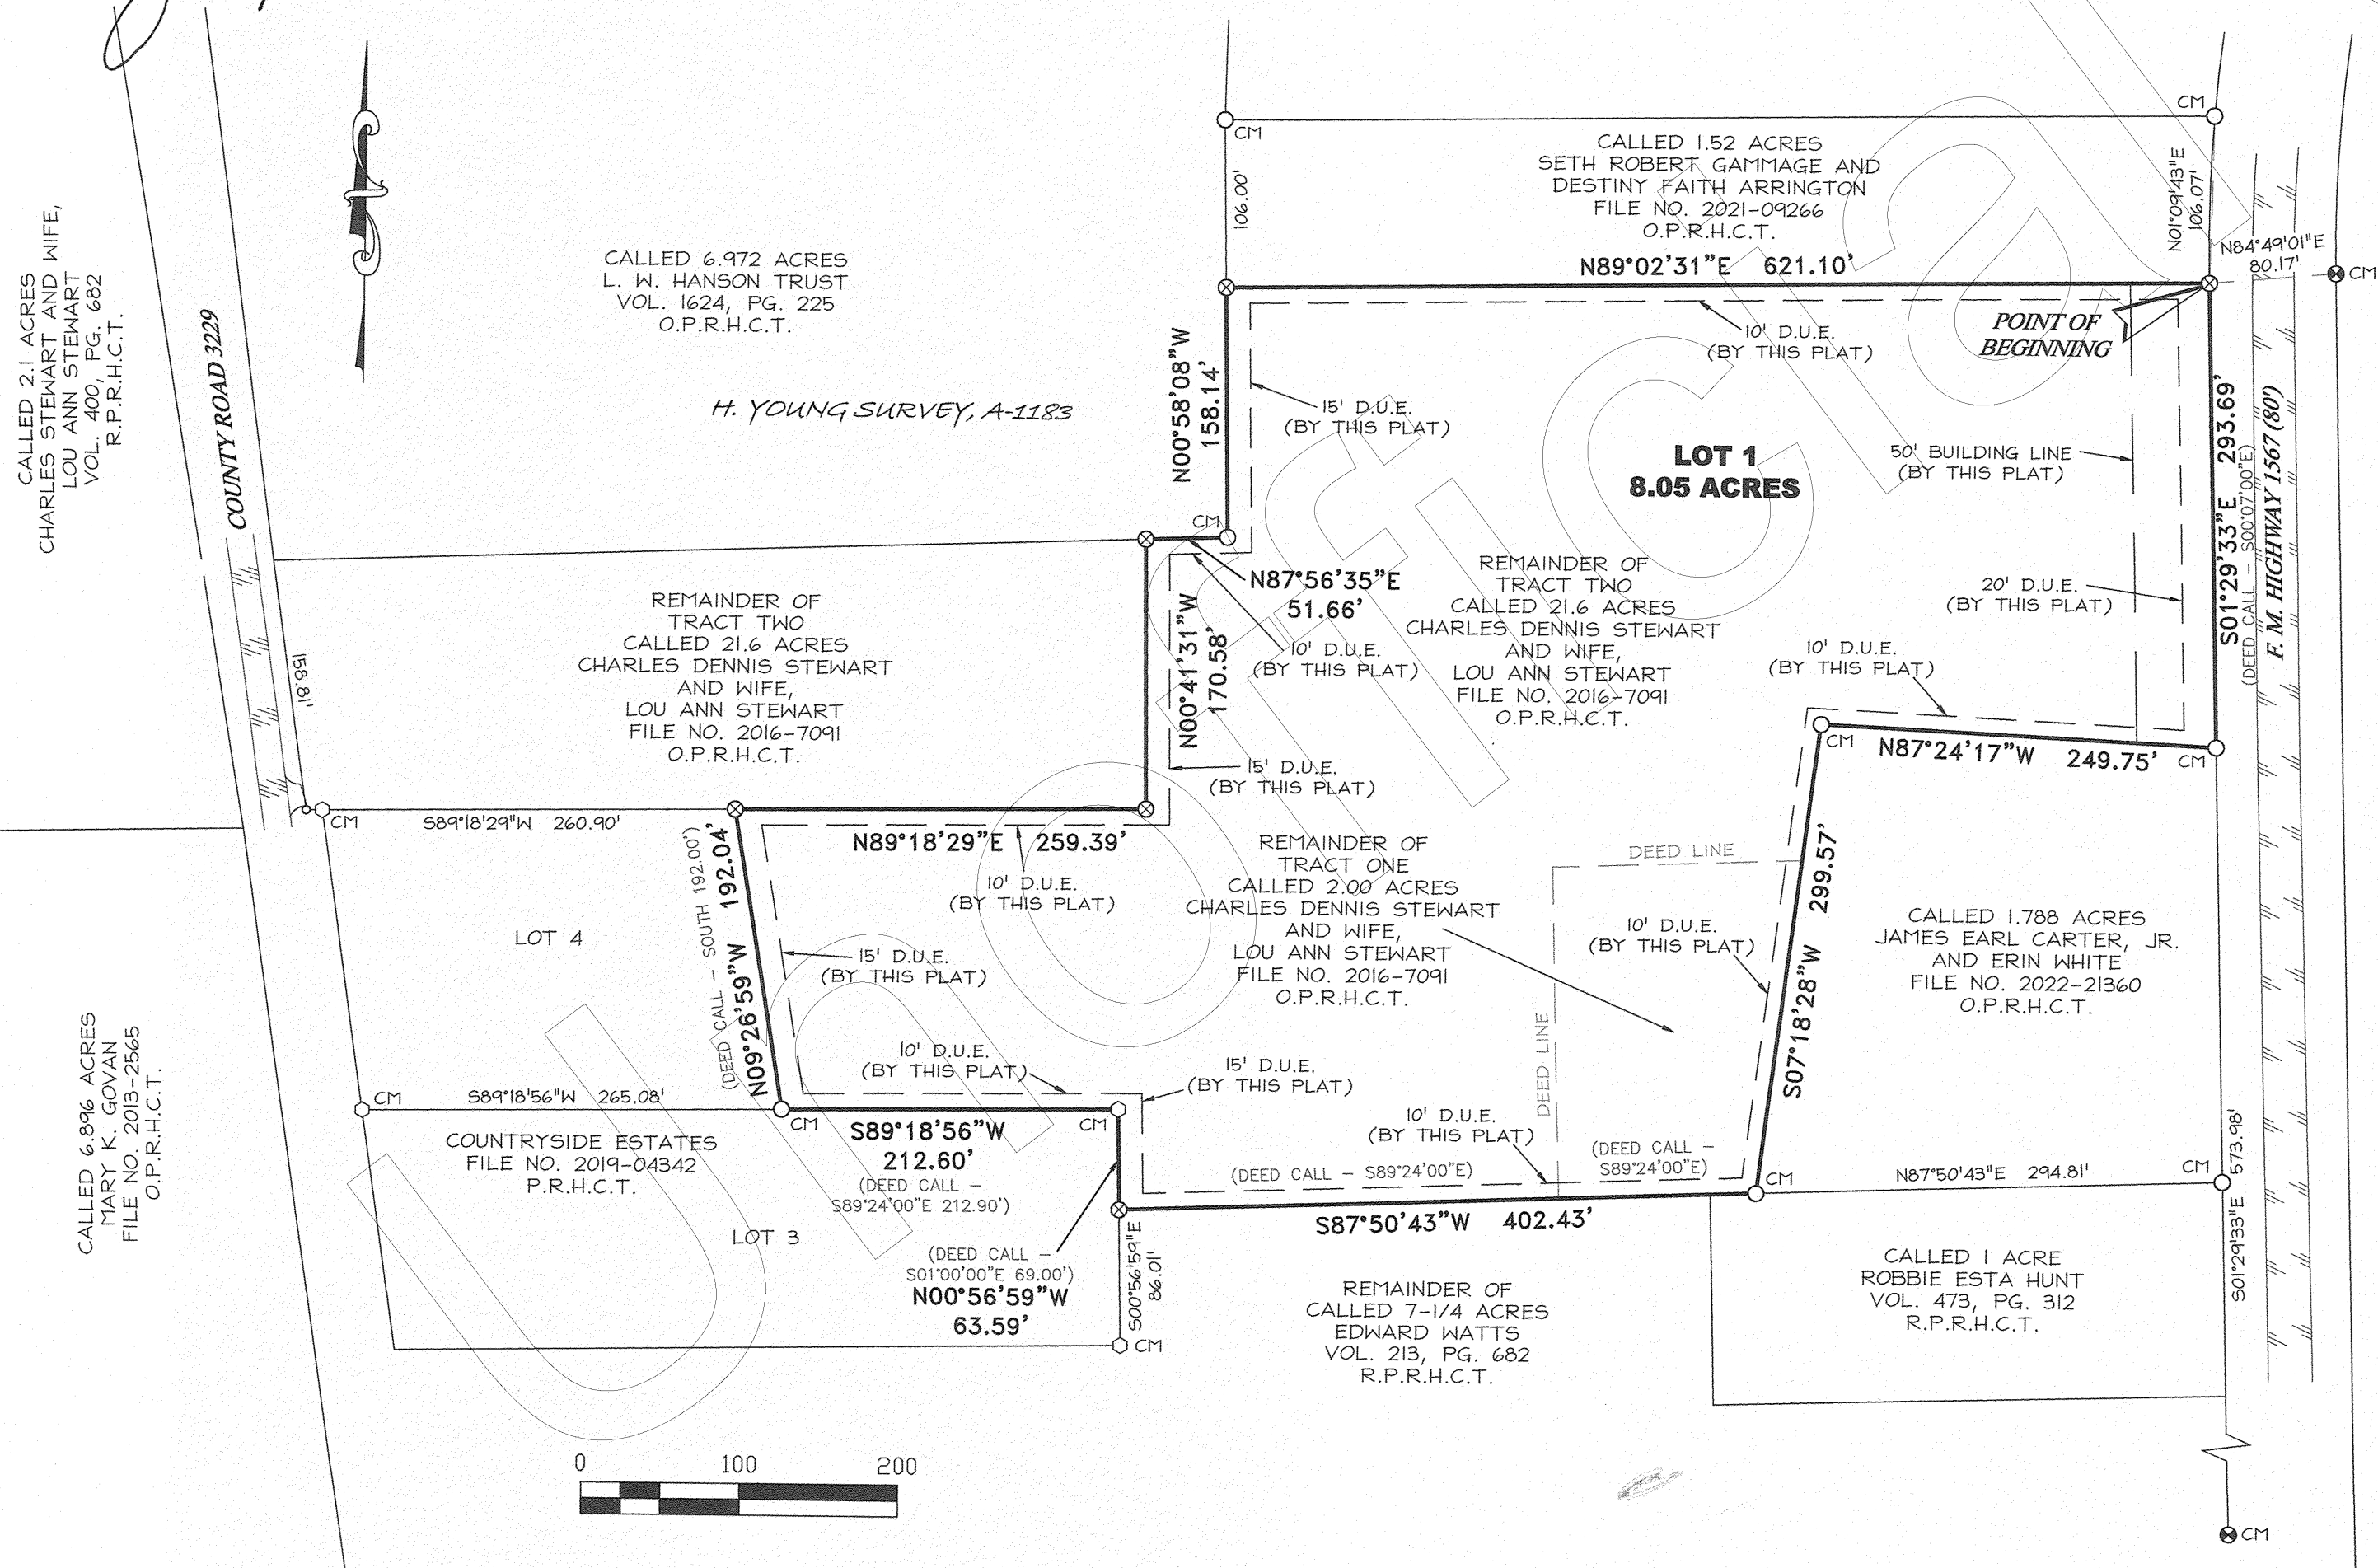 CALLED 2.1 ACRES
CHARLES STEWART AND WIFE,
LOU ANN STEWART
VOL. 400, PG. 682
R.P.R.H.C.T.
COUNTY ROAD 3229
CALLED 6.972 ACRES
L. W. HANSON TRUST
VOL. 1624, PG. 225
O.P.R.H.C.T.
H. YOUNG SURVEY, A-1183
CM
CM
106.00'
CALLED 1.52 ACRES
SETH ROBERT GAMMAGE AND
DESTINY FAITH ARRINGTON
FILE NO. 2021-09266
O.P.R.H.C.T.
N01°09'43"E
106.07'
N84°49'01"E
80.17'
CM
N89°02'31"E 621.10'
10' D.U.E.
(BY THIS PLAT)
POINT OF
BEGINNING
N00°58'08"W
158.14'
15' D.U.E.
(BY THIS PLAT)
LOT 1
8.05 ACRES
50' BUILDING LINE
(BY THIS PLAT)
S01°29'33"E 293.69'
(DEED CALL - S00°07'00"E)
F. M. HIGHWAY 1567 (80')
CM
N87°56'35"E
51.66'
10' D.U.E.
(BY THIS PLAT)
N00°41'31"W
170.58'
REMAINDER OF
TRACT TWO
CALLED 21.6 ACRES
CHARLES DENNIS STEWART
AND WIFE,
LOU ANN STEWART
FILE NO. 2016-7091
O.P.R.H.C.T.
20' D.U.E.
(BY THIS PLAT)
10' D.U.E.
(BY THIS PLAT)
158.81'
REMAINDER OF
TRACT TWO
CALLED 21.6 ACRES
CHARLES DENNIS STEWART
AND WIFE,
LOU ANN STEWART
FILE NO. 2016-7091
O.P.R.H.C.T.
15' D.U.E.
(BY THIS PLAT)
CM
N87°24'17"W 249.75'
CM
CM
S89°18'29"W 260.90'
N89°18'29"E 259.39'
10' D.U.E.
(BY THIS PLAT)
(DEED CALL - SOUTH 192.00')
N09°26'59"W 192.04'
15' D.U.E.
(BY THIS PLAT)
REMAINDER OF
TRACT ONE
CALLED 2.00 ACRES
CHARLES DENNIS STEWART
AND WIFE,
LOU ANN STEWART
FILE NO. 2016-7091
O.P.R.H.C.T.
DEED LINE
DEED LINE
10' D.U.E.
(BY THIS PLAT)
S07°18'28"W 299.57'
CALLED 1.788 ACRES
JAMES EARL CARTER, JR.
AND ERIN WHITE
FILE NO. 2022-21360
O.P.R.H.C.T.
LOT 4
CALLED 6.896 ACRES
MARY K. GOVAN
FILE NO. 2013-2565
O.P.R.H.C.T.
CM
S89°18'56"W 265.08'
10' D.U.E.
(BY THIS PLAT)
15' D.U.E.
(BY THIS PLAT)
CM
S89°18'56"W
212.60'
(DEED CALL -
S89°24'00"E 212.90')
CM
COUNTRYSIDE ESTATES
FILE NO. 2019-04342
P.R.H.C.T.
LOT 3
(DEED CALL -
S01°00'00"E 69.00')
N00°56'59"W
63.59'
S00°56'59"E
86.01'
CM
10' D.U.E.
(BY THIS PLAT)
(DEED CALL - S89°24'00"E)
(DEED CALL -
S89°24'00"E)
CM
S87°50'43"W 402.43'
N87°50'43"E 294.81'
CM
S01°29'33"E 573.98'
REMAINDER OF
CALLED 7-1/4 ACRES
EDWARD WATTS
VOL. 213, PG. 682
R.P.R.H.C.T.
CALLED 1 ACRE
ROBBIE ESTA HUNT
VOL. 473, PG. 312
R.P.R.H.C.T.
0 100 200
CM
Unofficial